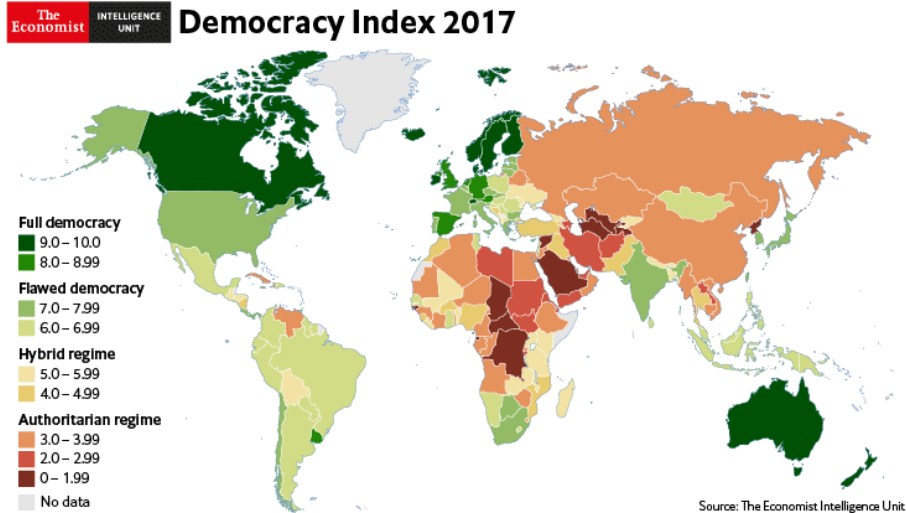 The
Economist
INTELLIGENCE
UNIT
Democracy Index 2017
Full democracy
9.0 – 10.0
8.0 – 8.99
Flawed democracy
7.0 – 7.99
6.0 – 6.99
Hybrid regime
5.0 – 5.99
4.0 – 4.99
Authoritarian regime
3.0 – 3.99
2.0 – 2.99
0 – 1.99
No data
Source: The Economist Intelligence Unit